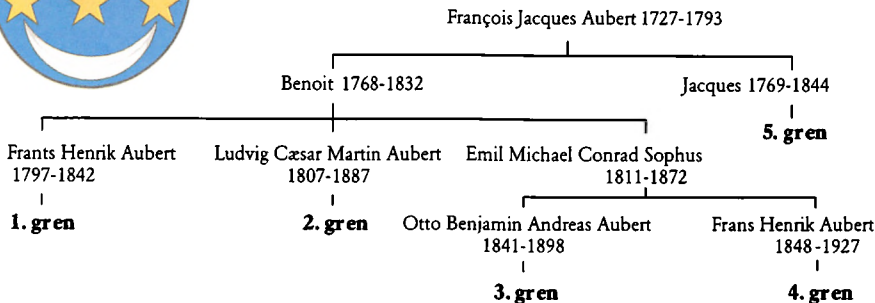 François Jacques Aubert 1727-1793
Benoit 1768-1832
Jacques 1769-1844
5. gren
Frants Henrik Aubert
1797-1842
1. gren
Ludvig Cæsar Martin Aubert
1807-1887
2. gren
Emil Michael Conrad Sophus
1811-1872
Otto Benjamin Andreas Aubert
1841-1898
3. gren
Frans Henrik Aubert
1848-1927
4. gren